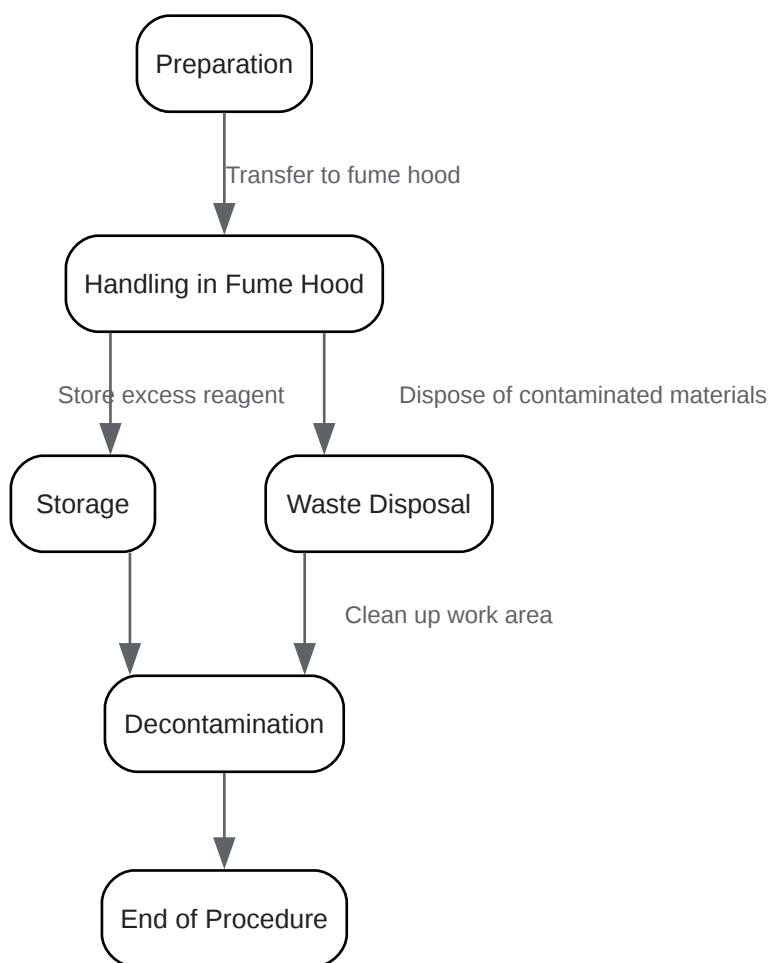 Preparation
Transfer to fume hood
Handling in Fume Hood
Store excess reagent
Dispose of contaminated materials
Storage
Waste Disposal
Clean up work area
Decontamination
End of Procedure